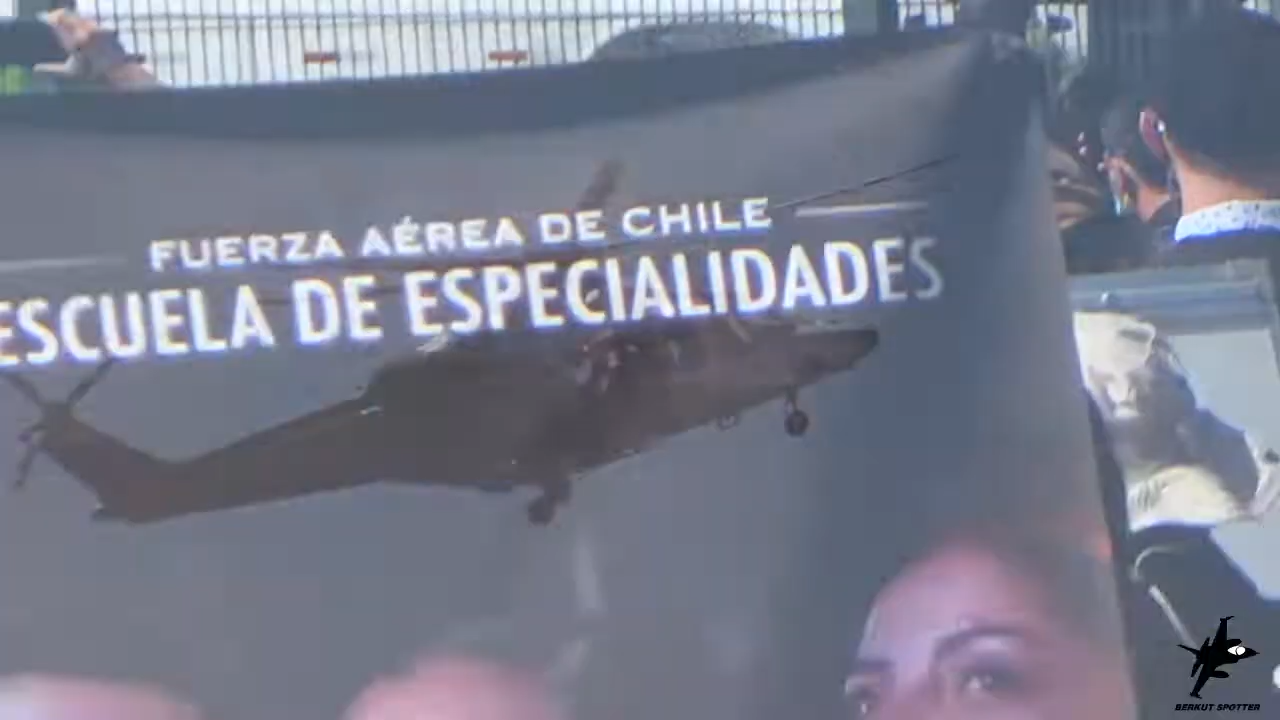 FUERZA AÉREA DE CHILE
ESCUELA DE ESPECIALIDADES
BERKUT SPOTTER